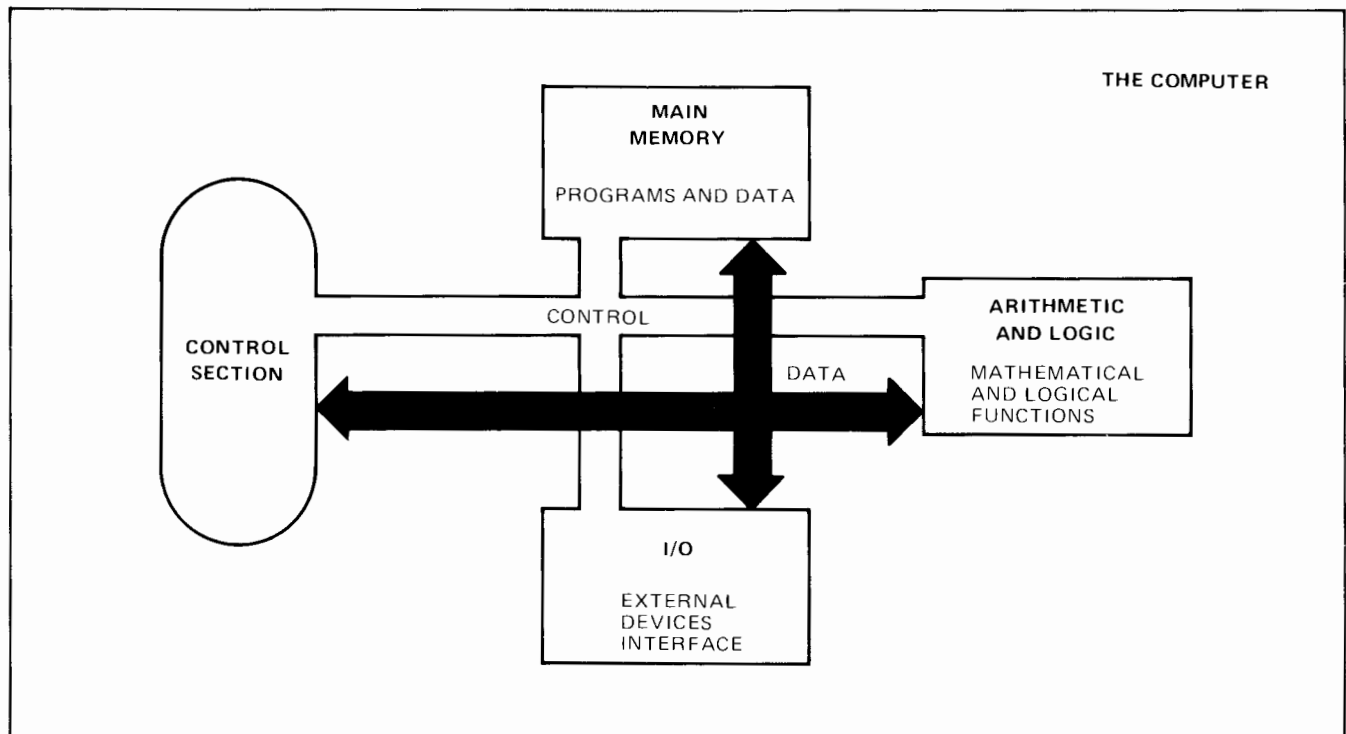 THE COMPUTER
MAIN
MEMORY
PROGRAMS AND DATA
CONTROL
SECTION
CONTROL
DATA
ARITHMETIC
AND LOGIC
MATHEMATICAL
AND LOGICAL
FUNCTIONS
I/O
EXTERNAL
DEVICES
INTERFACE